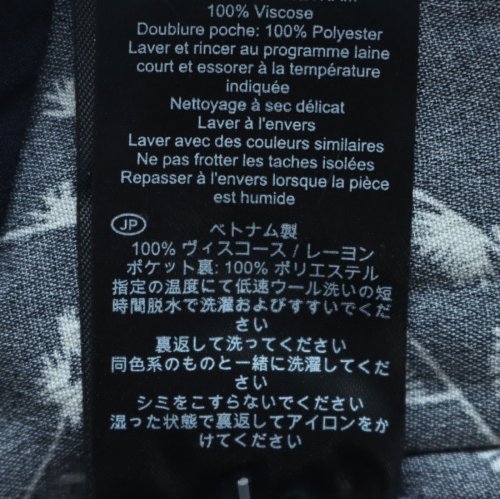 100% Viscose
Doublure poche: 100% Polyester
Laver et rincer au programme laine
court et essorer à la température
indiquée
Nettoyage à sec délicat
Laver à l'envers
Laver avec des couleurs similaires
Ne pas frotter les taches isolées
Repasser à l'envers lorsque la pièce
est humide
JP
ベトナム製
100% ヴィスコース / レーヨン
ポケット裏: 100% ポリエステル
指定の温度にて低速ウール洗いの短
時間脱水で洗濯およびすすいでくだ
さい
裏返して洗ってください
同色系のものと一緒に洗濯してくだ
さい
シミをこすらないでください
湿った状態で裏返してアイロンをか
けてください